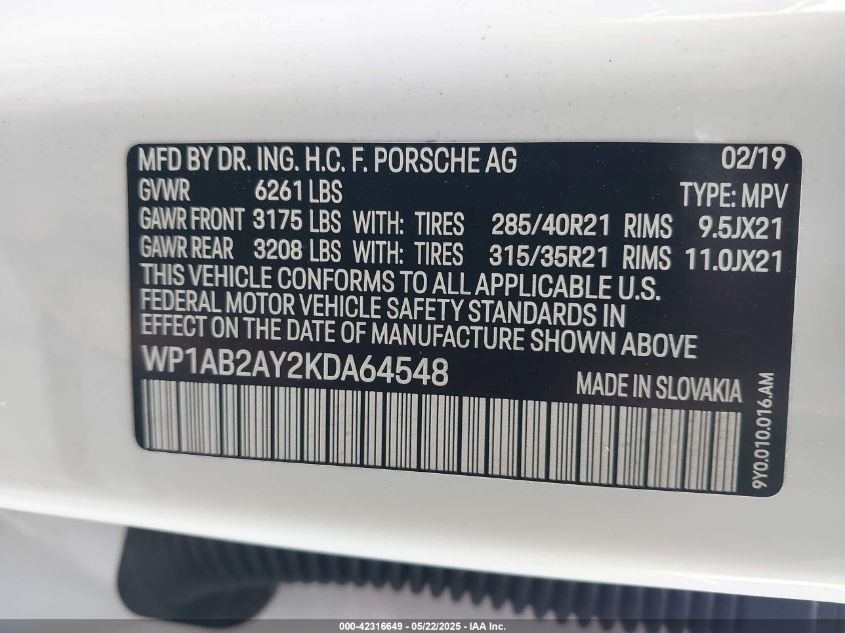 MFD BY DR. ING. H.C. F. PORSCHE AG 02/19
GVWR 6261 LBS TYPE: MPV
GAWR FRONT 3175 LBS WITH: TIRES 285/40R21 RIMS 9.5JX21
GAWR REAR 3208 LBS WITH: TIRES 315/35R21 RIMS 11.0JX21
THIS VEHICLE CONFORMS TO ALL APPLICABLE U.S.
FEDERAL MOTOR VEHICLE SAFETY STANDARDS IN
EFFECT ON THE DATE OF MANUFACTURE SHOWN ABOVE
WP1AB2AY2KDA64548
MADE IN SLOVAKIA
9Y0.010.016.AM
000-42316649 - 05/22/2025 - IAA Inc.